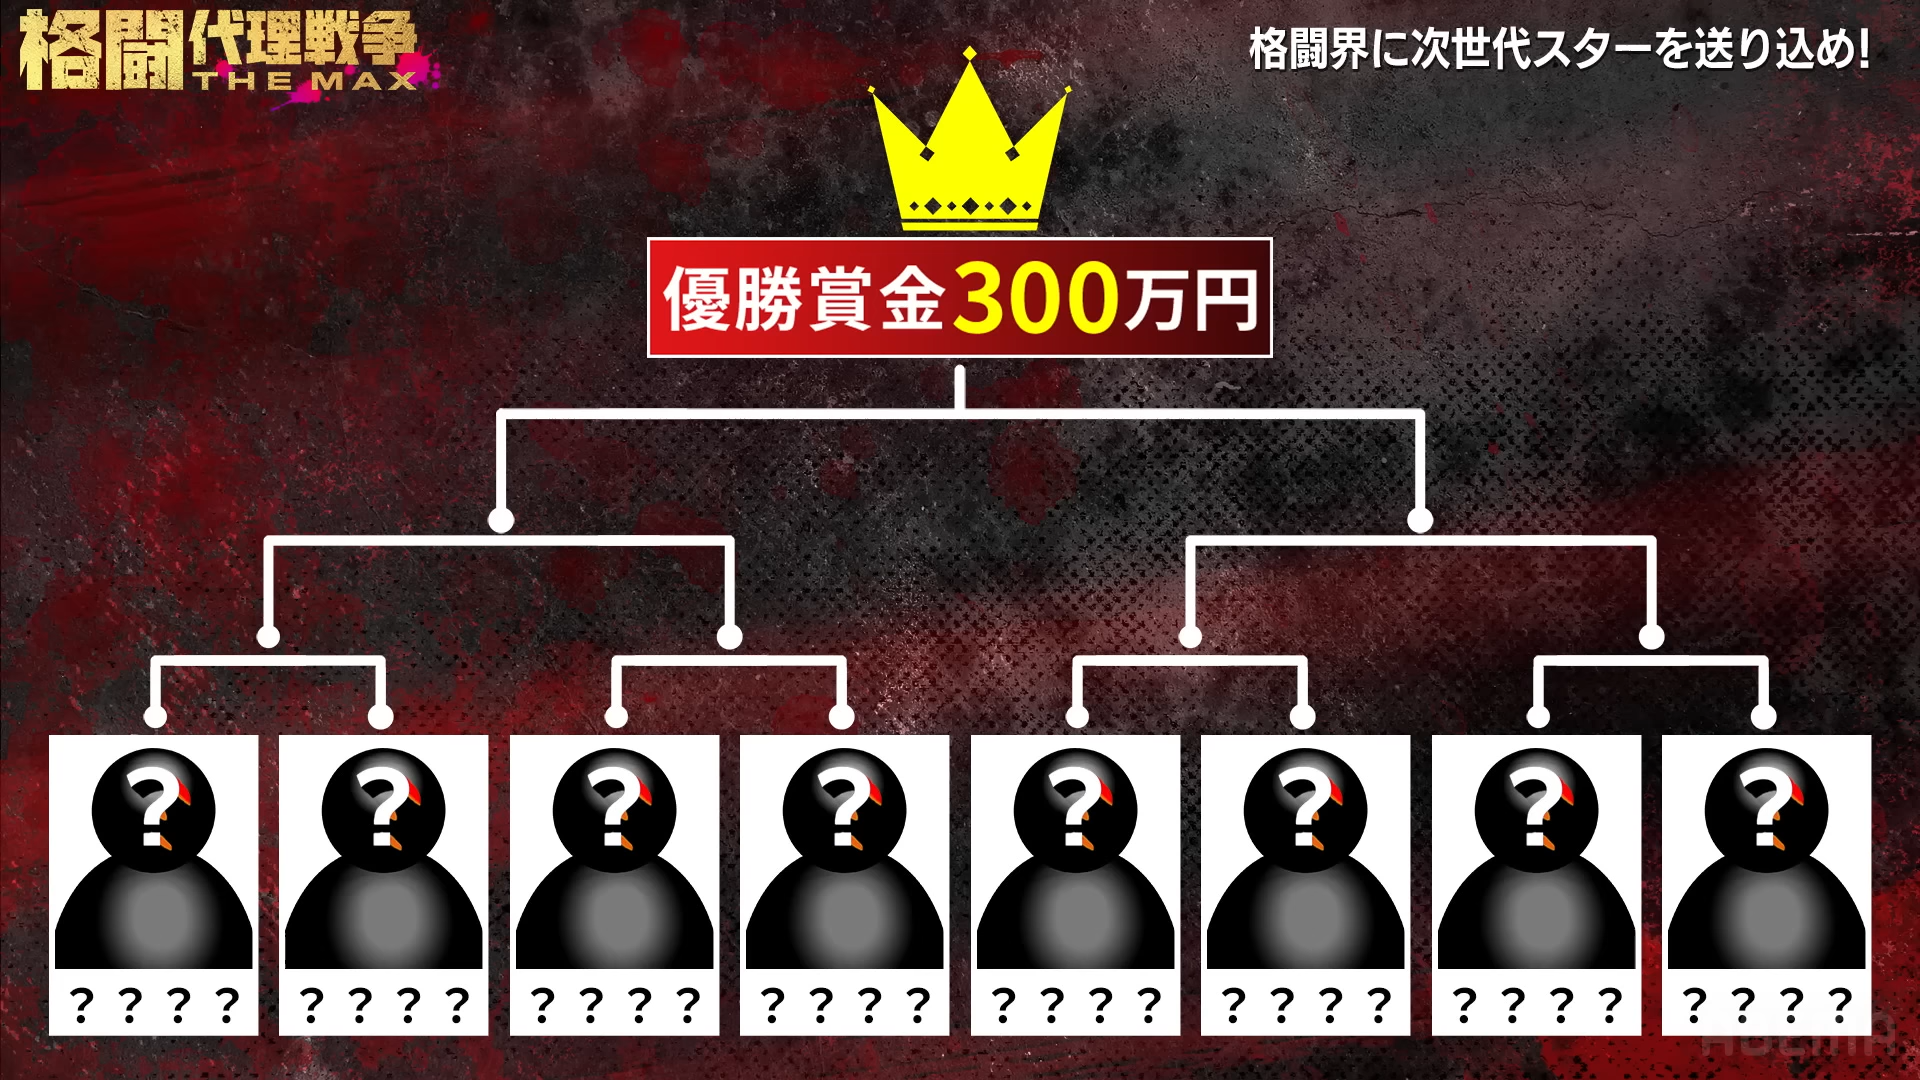 格闘代理戦争
THE MAX
格闘界に次世代スターを送り込め!
優勝賞金300万円
? ? ? ? ? ? ? ?
???? ???? ???? ???? ???? ???? ???? ????
ABEMA